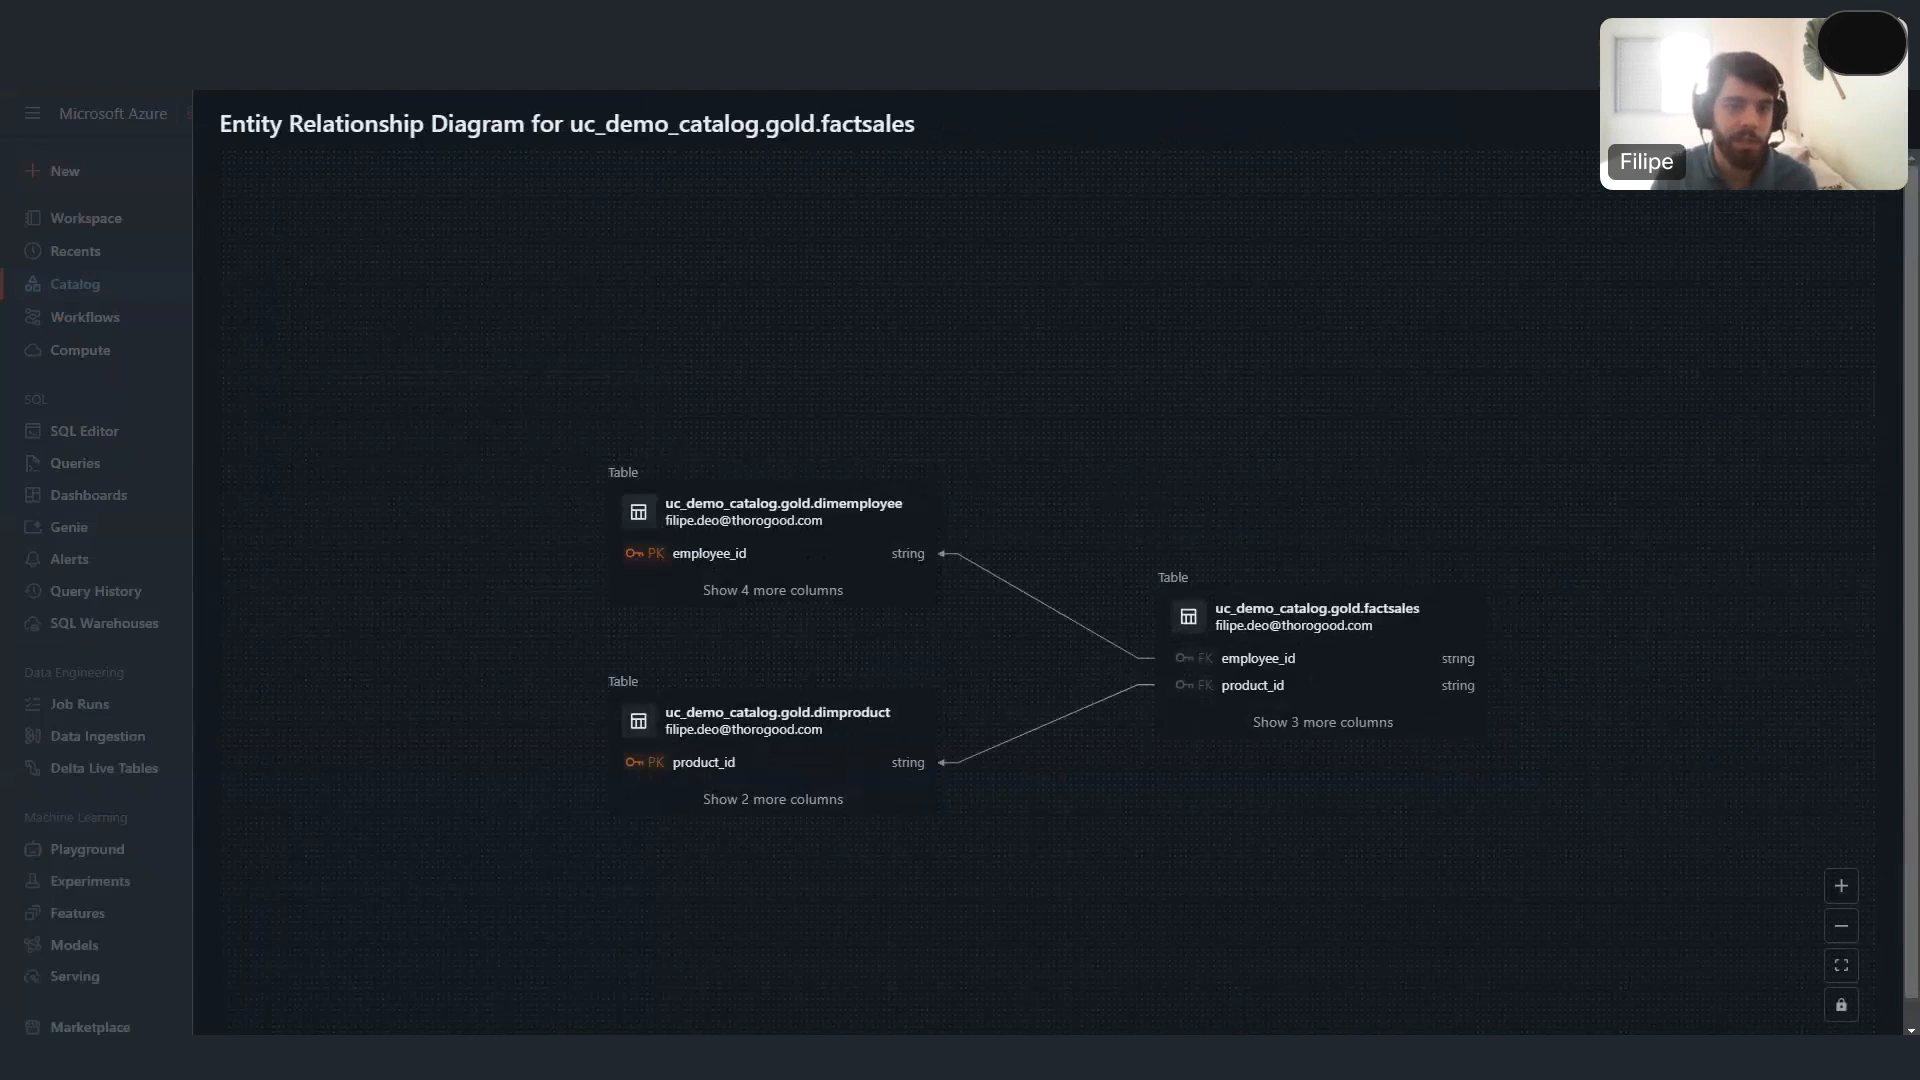 Microsoft Azure
New
Workspace
Recents
Catalog
Workflows
Compute
SQL
SQL Editor
Queries
Dashboards
Genie
Alerts
Query History
SQL Warehouses
Data Engineering
Job Runs
Data Ingestion
Delta Live Tables
Machine Learning
Playground
Experiments
Features
Models
Serving
Marketplace
Entity Relationship Diagram for uc_demo_catalog.gold.factsales
Filipe
Table
uc_demo_catalog.gold.dimemployee
filipe.deo@thorogood.com
PK employee_id string
Show 4 more columns
Table
uc_demo_catalog.gold.dimproduct
filipe.deo@thorogood.com
PK product_id string
Show 2 more columns
Table
uc_demo_catalog.gold.factsales
filipe.deo@thorogood.com
FK employee_id string
FK product_id string
Show 3 more columns